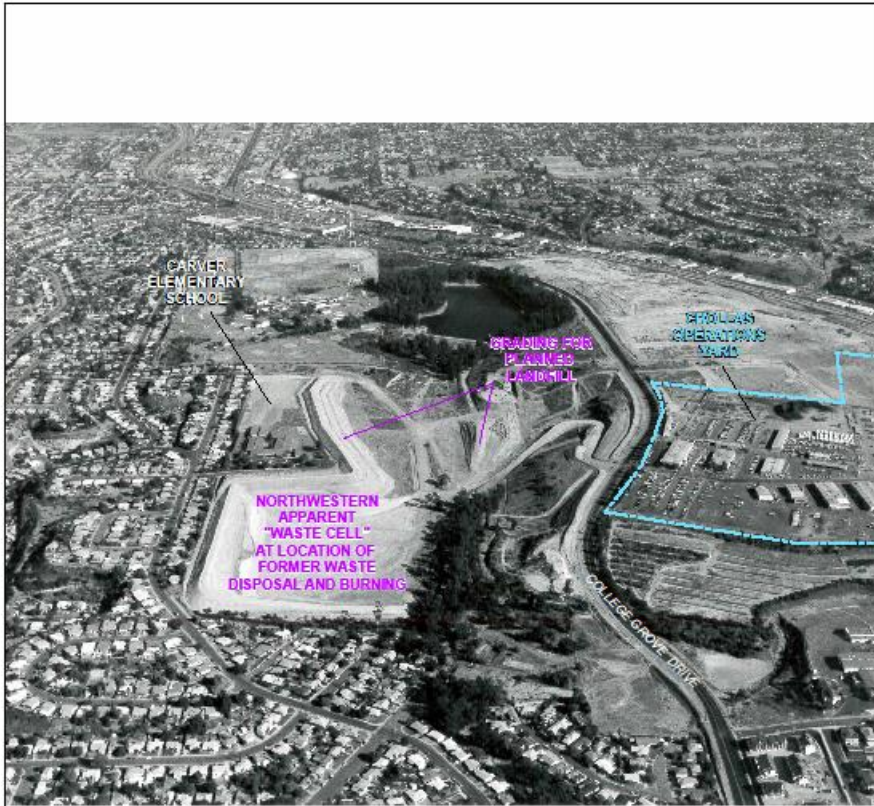 CARVER
ELEMENTARY
SCHOOL
CHOLLAS
OPERATIONS
YARD
GRADING FOR
PLANNED
LANDFILL
NORTHWESTERN
APPARENT
"WASTE CELL"
AT LOCATION OF
FORMER WASTE
DISPOSAL AND BURNING
COLLEGE GROVE DRIVE